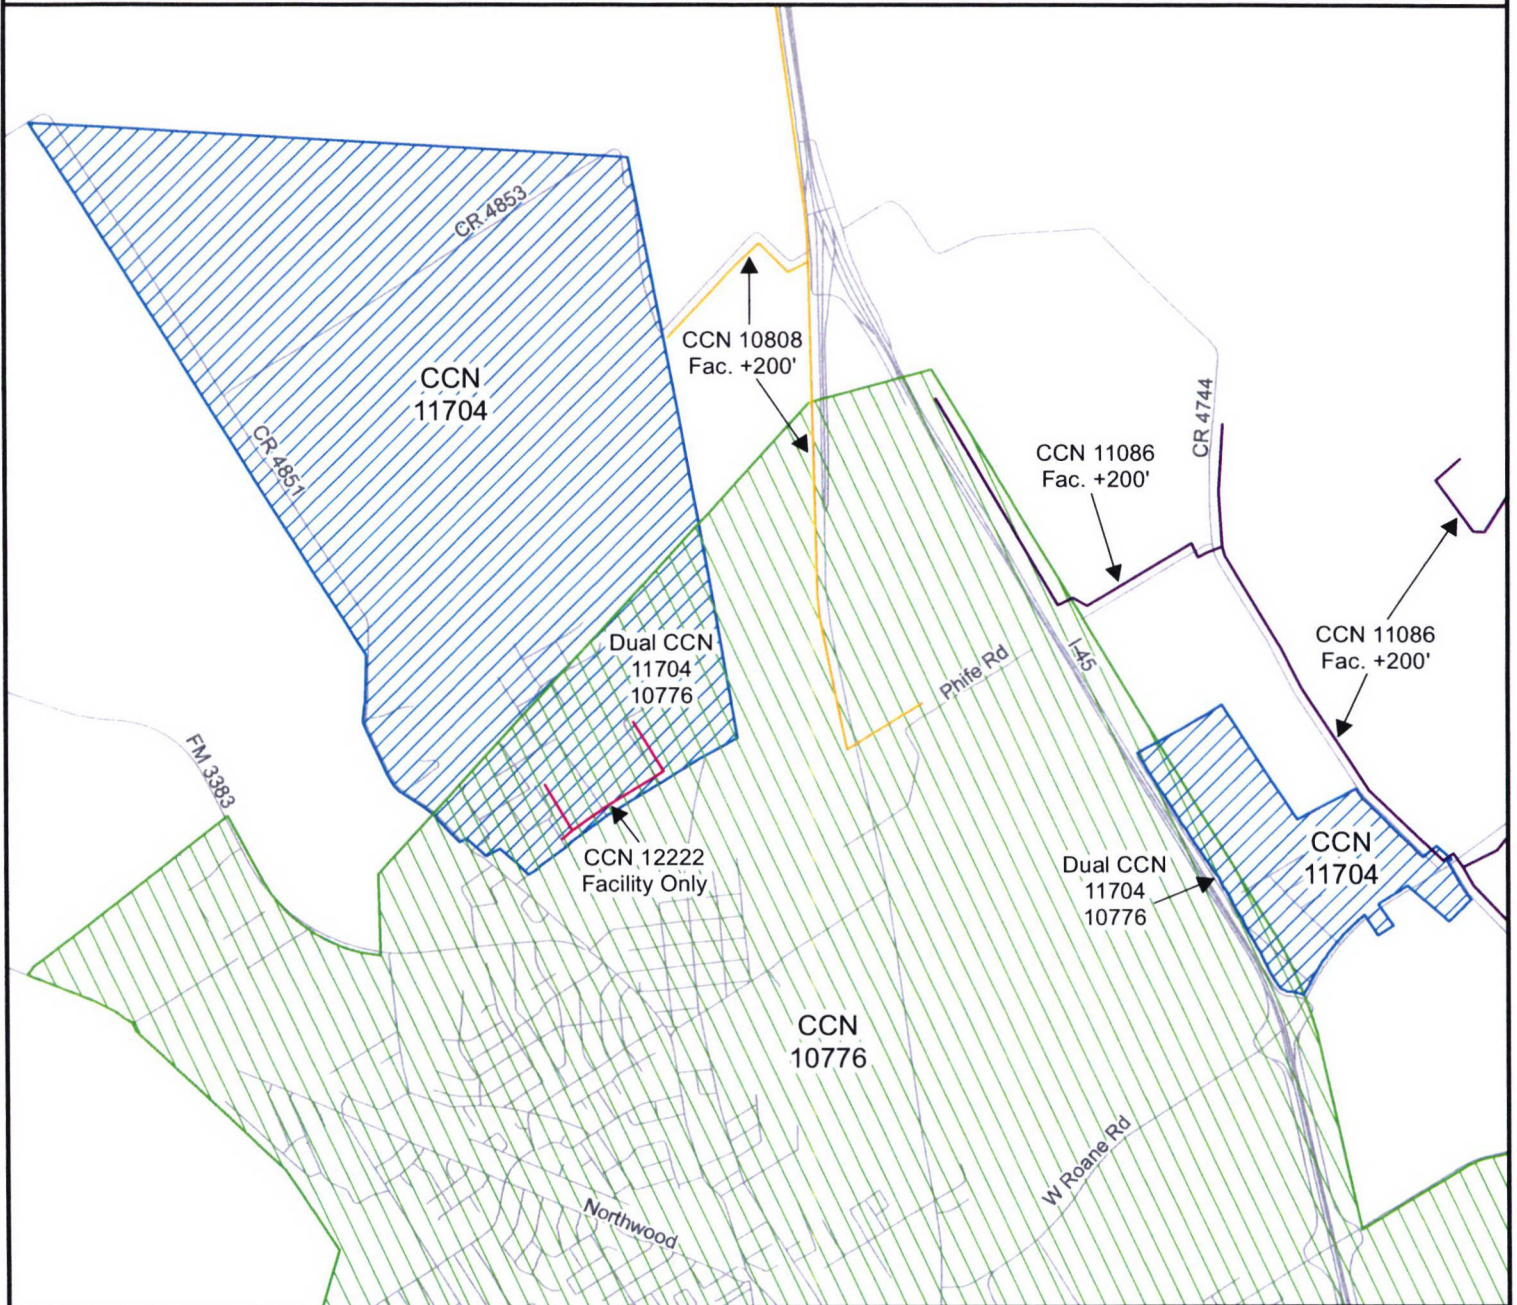 CR 4853
CCN 10808
Fac. +200'
CCN
11704
CR 4851
CR 4744
CCN 11086
Fac. +200'
Dual CCN
11704
10776
I-45
Phife Rd
CCN 11086
Fac. +200'
FM 3383
CCN 12222
Facility Only
Dual CCN
11704
10776
CCN
11704
CCN
10776
W Roane Rd
Northwood